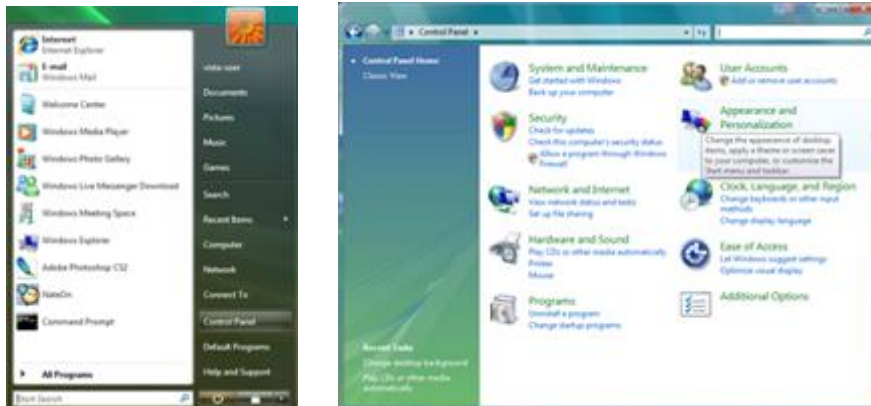 Internet
Internet Explorer
E-mail
Windows Mail
Welcome Center
Windows Media Player
Windows Photo Gallery
Windows Live Messenger Download
Windows Meeting Space
Windows Explorer
Adobe Photoshop CS2
NateOn
Command Prompt
All Programs
Start Search
vista user
Documents
Pictures
Music
Games
Search
Recent Items
Computer
Network
Connect To
Control Panel
Default Programs
Help and Support
Control Panel
Control Panel Home
Classic View
System and Maintenance
Get started with Windows
Back up your computer
Security
Check for updates
Check this computer's security status
Allow a program through Windows
Firewall
Network and Internet
View network status and tasks
Set up file sharing
Hardware and Sound
Play CDs or other media automatically
Printer
Mouse
Programs
Uninstall a program
Change startup programs
User Accounts
Add or remove user accounts
Appearance and
Personalization
Change the appearance of desktop
items, apply a theme or screen saver
to your computer, or customize the
Start menu and taskbar.
Clock, Language, and Region
Change keyboards or other input
methods
Change display language
Ease of Access
Let Windows suggest settings
Optimize visual display
Additional Options
Recent Tasks
Change desktop background
Play CDs or other media
automatically